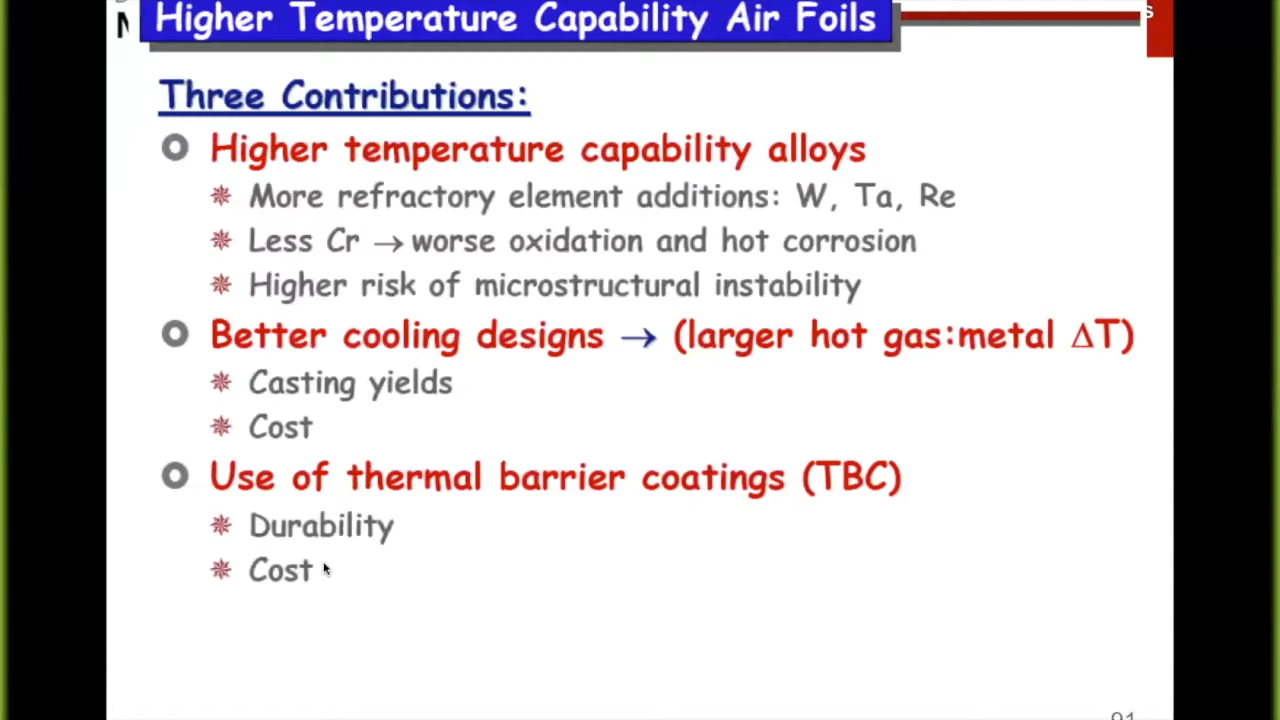 Higher Temperature Capability Air Foils
Three Contributions:
Higher temperature capability alloys
More refractory element additions: W, Ta, Re
Less Cr → worse oxidation and hot corrosion
Higher risk of microstructural instability
Better cooling designs → (larger hot gas:metal ΔT)
Casting yields
Cost
Use of thermal barrier coatings (TBC)
Durability
Cost
91